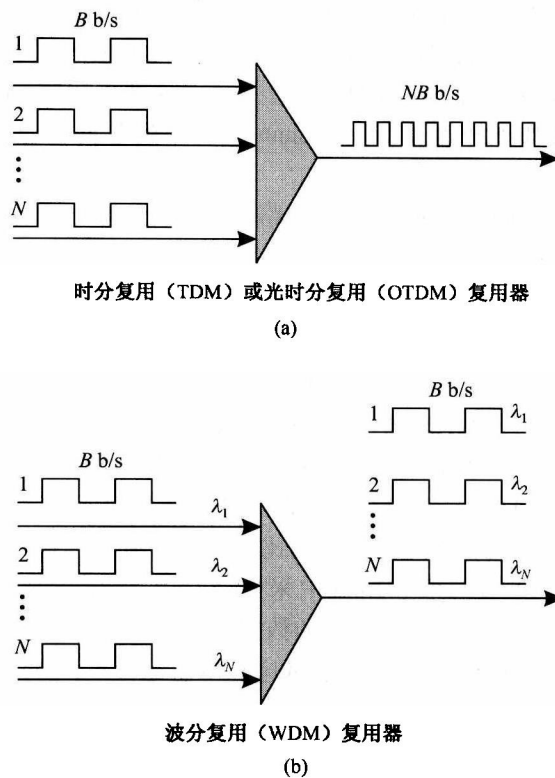 B b/s
1
2
⋮
N
NB b/s
时分复用（TDM）或光时分复用（OTDM）复用器
(a)
B b/s
1
λ1
2
λ2
⋮
N
λN
B b/s
1
λ1
2
λ2
⋮
N
λN
波分复用（WDM）复用器
(b)